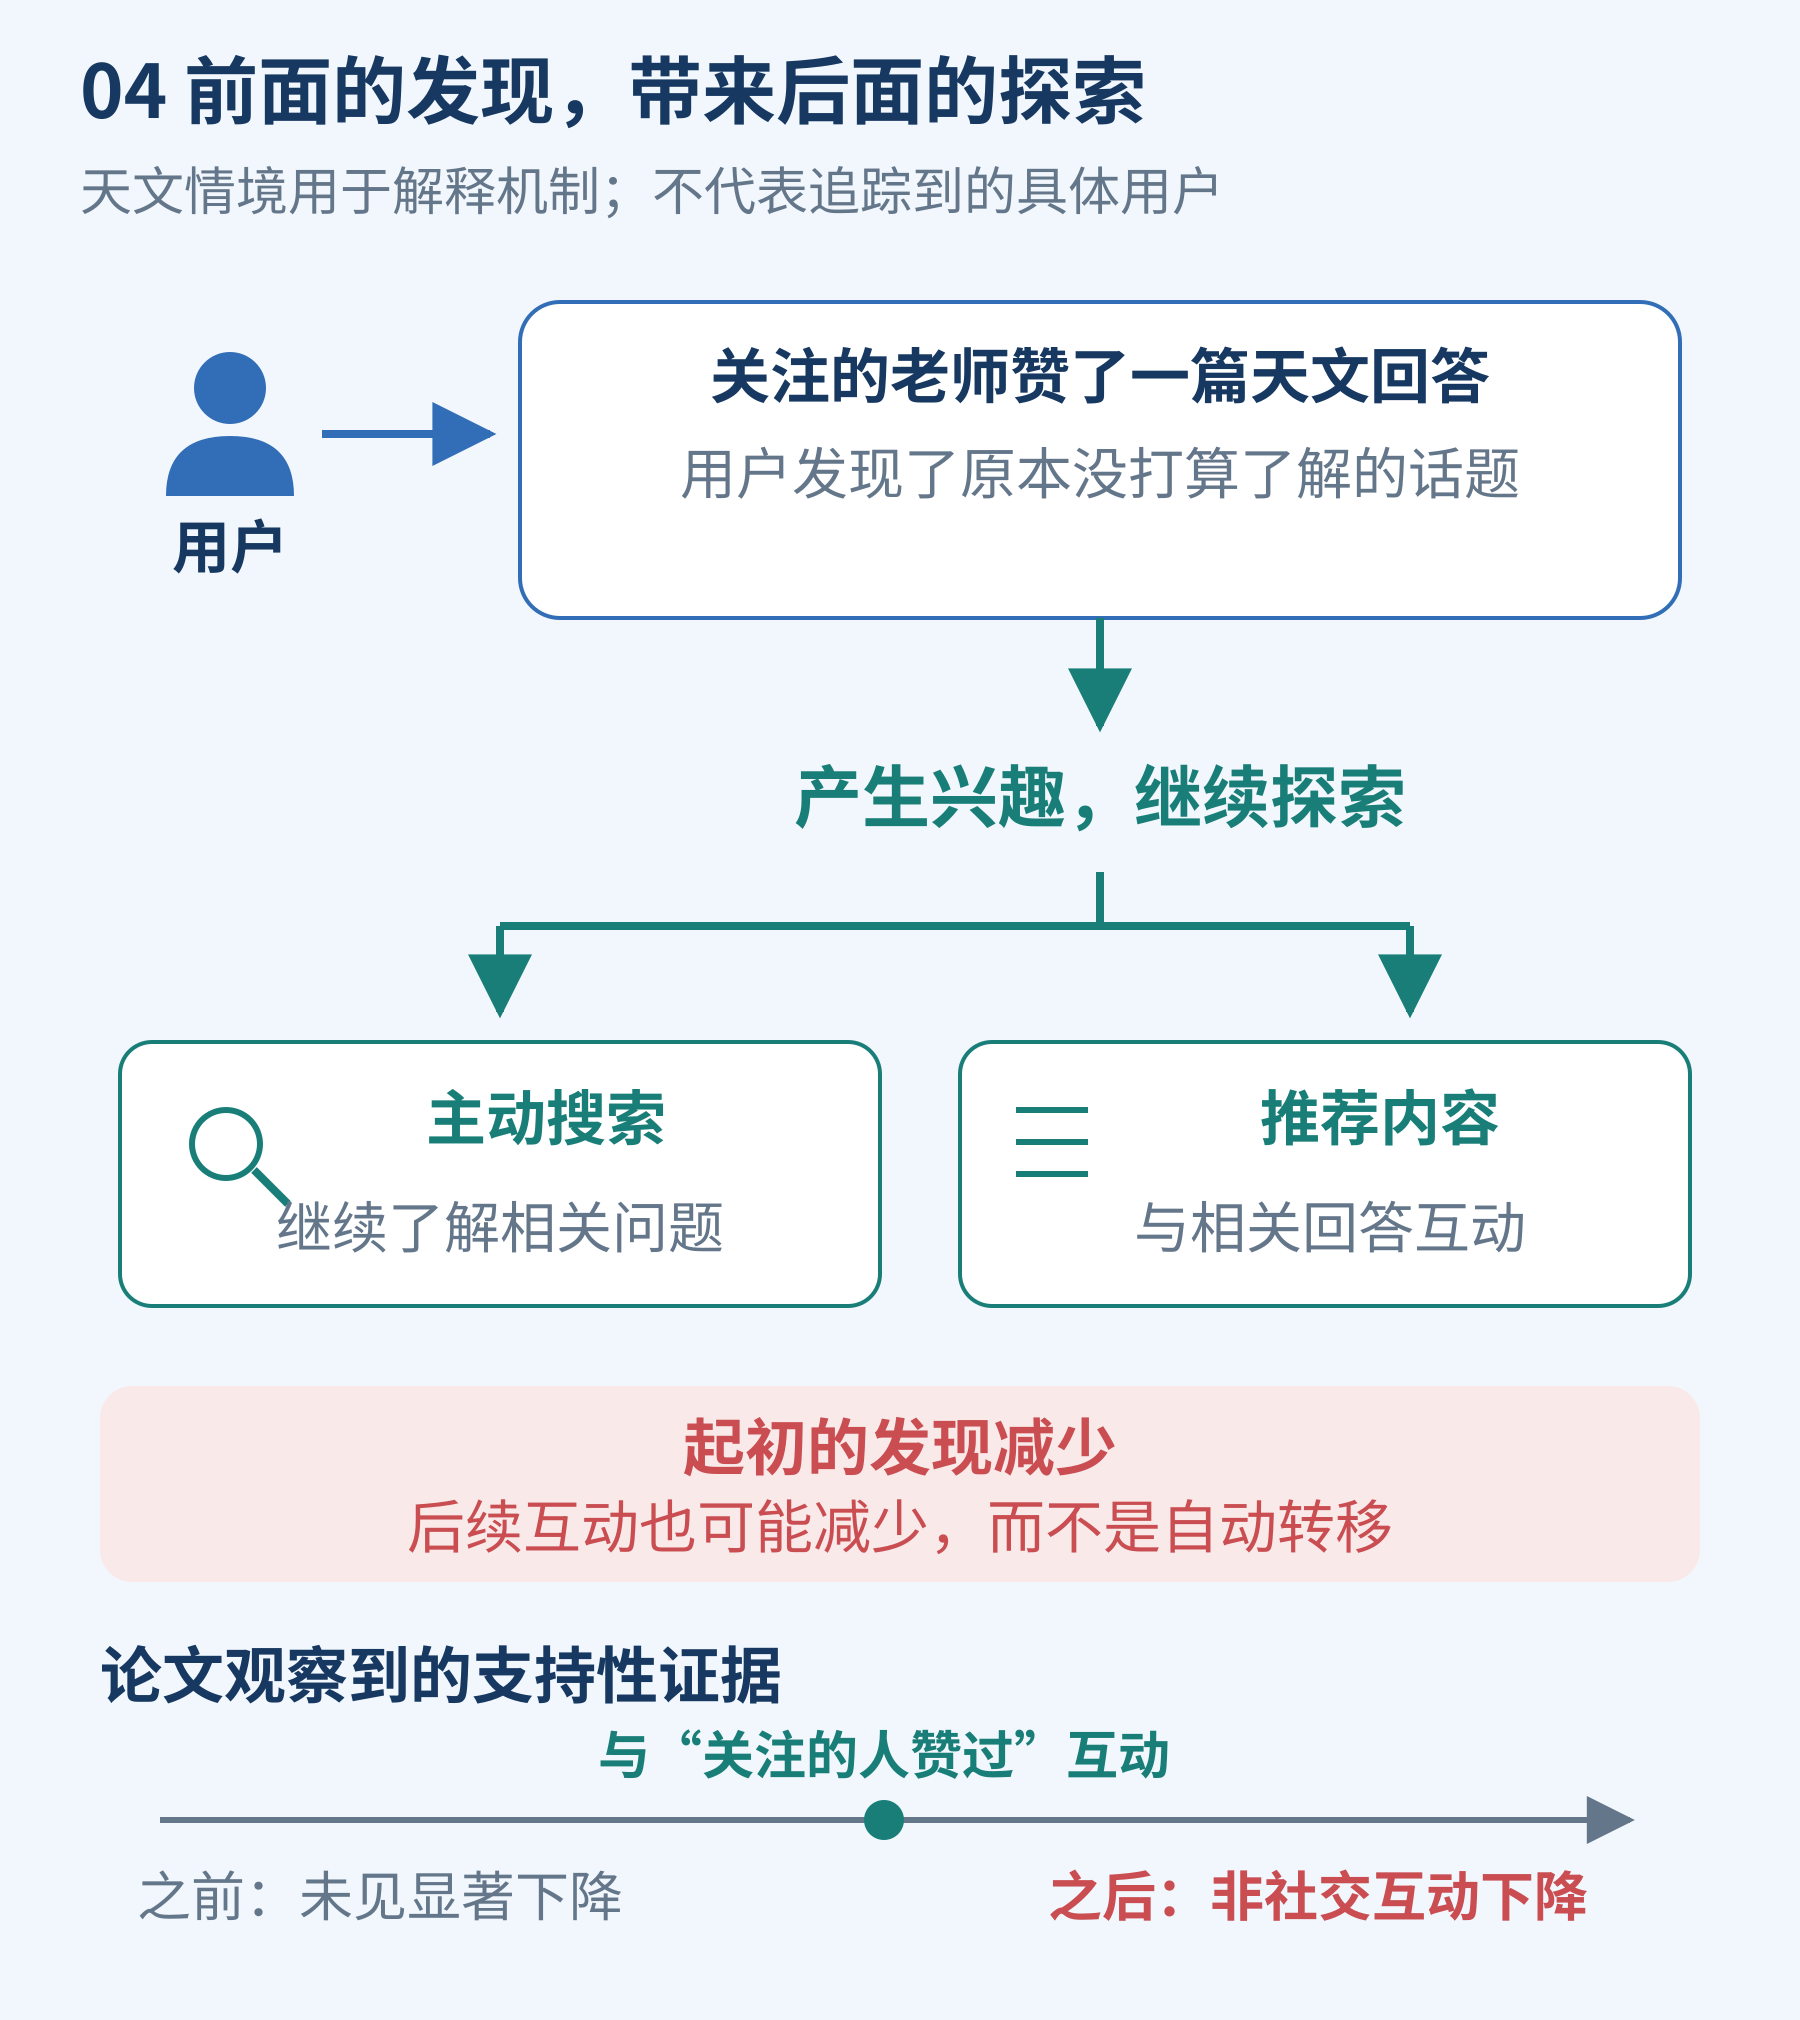 04 前面的发现，带来后面的探索
天文情境用于解释机制；不代表追踪到的具体用户
关注的老师赞了一篇天文回答
用户发现了原本没打算了解的话题
用户
产生兴趣，继续探索
主动搜索
继续了解相关问题
推荐内容
与相关回答互动
起初的发现减少
后续互动也可能减少，而不是自动转移
论文观察到的支持性证据
与“关注的人赞过”互动
之前：未见显著下降
之后：非社交互动下降